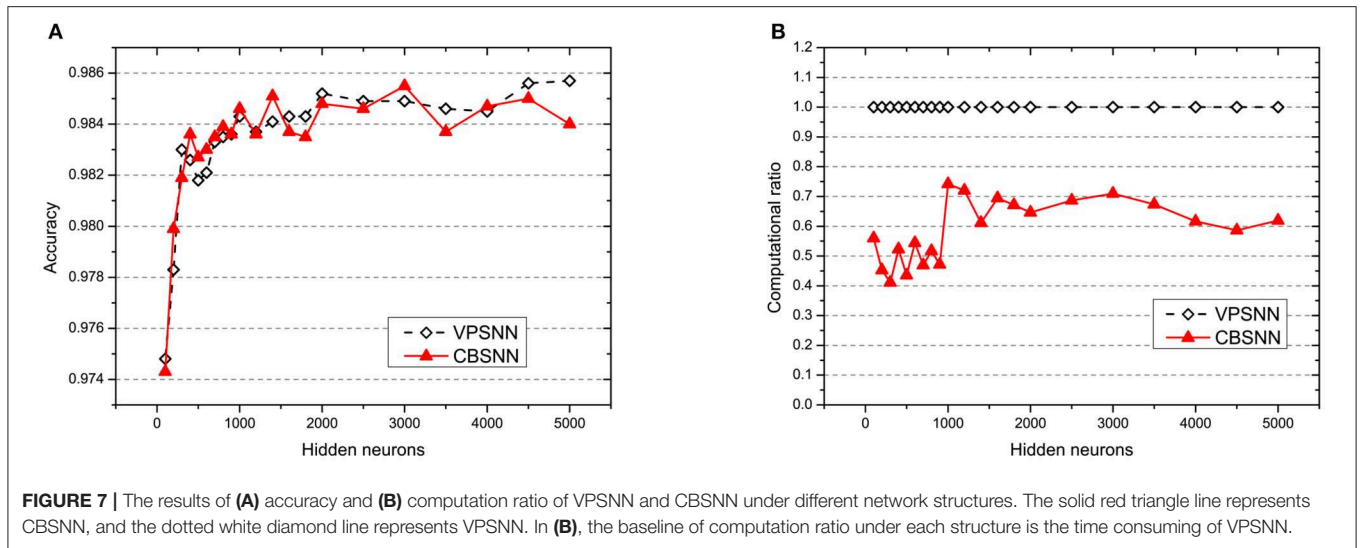 A
0.986
0.984
0.982
0.980
0.978
0.976
0.974
Accuracy
VPSNN
CBSNN
0 1000 2000 3000 4000 5000
Hidden neurons
B
1.2
1.1
1.0
0.9
0.8
0.7
0.6
0.5
0.4
0.3
0.2
0.1
0.0
Computational ratio
VPSNN
CBSNN
0 1000 2000 3000 4000 5000
Hidden neurons
FIGURE 7 | The results of (A) accuracy and (B) computation ratio of VPSNN and CBSNN under different network structures. The solid red triangle line represents
CBSNN, and the dotted white diamond line represents VPSNN. In (B), the baseline of computation ratio under each structure is the time consuming of VPSNN.